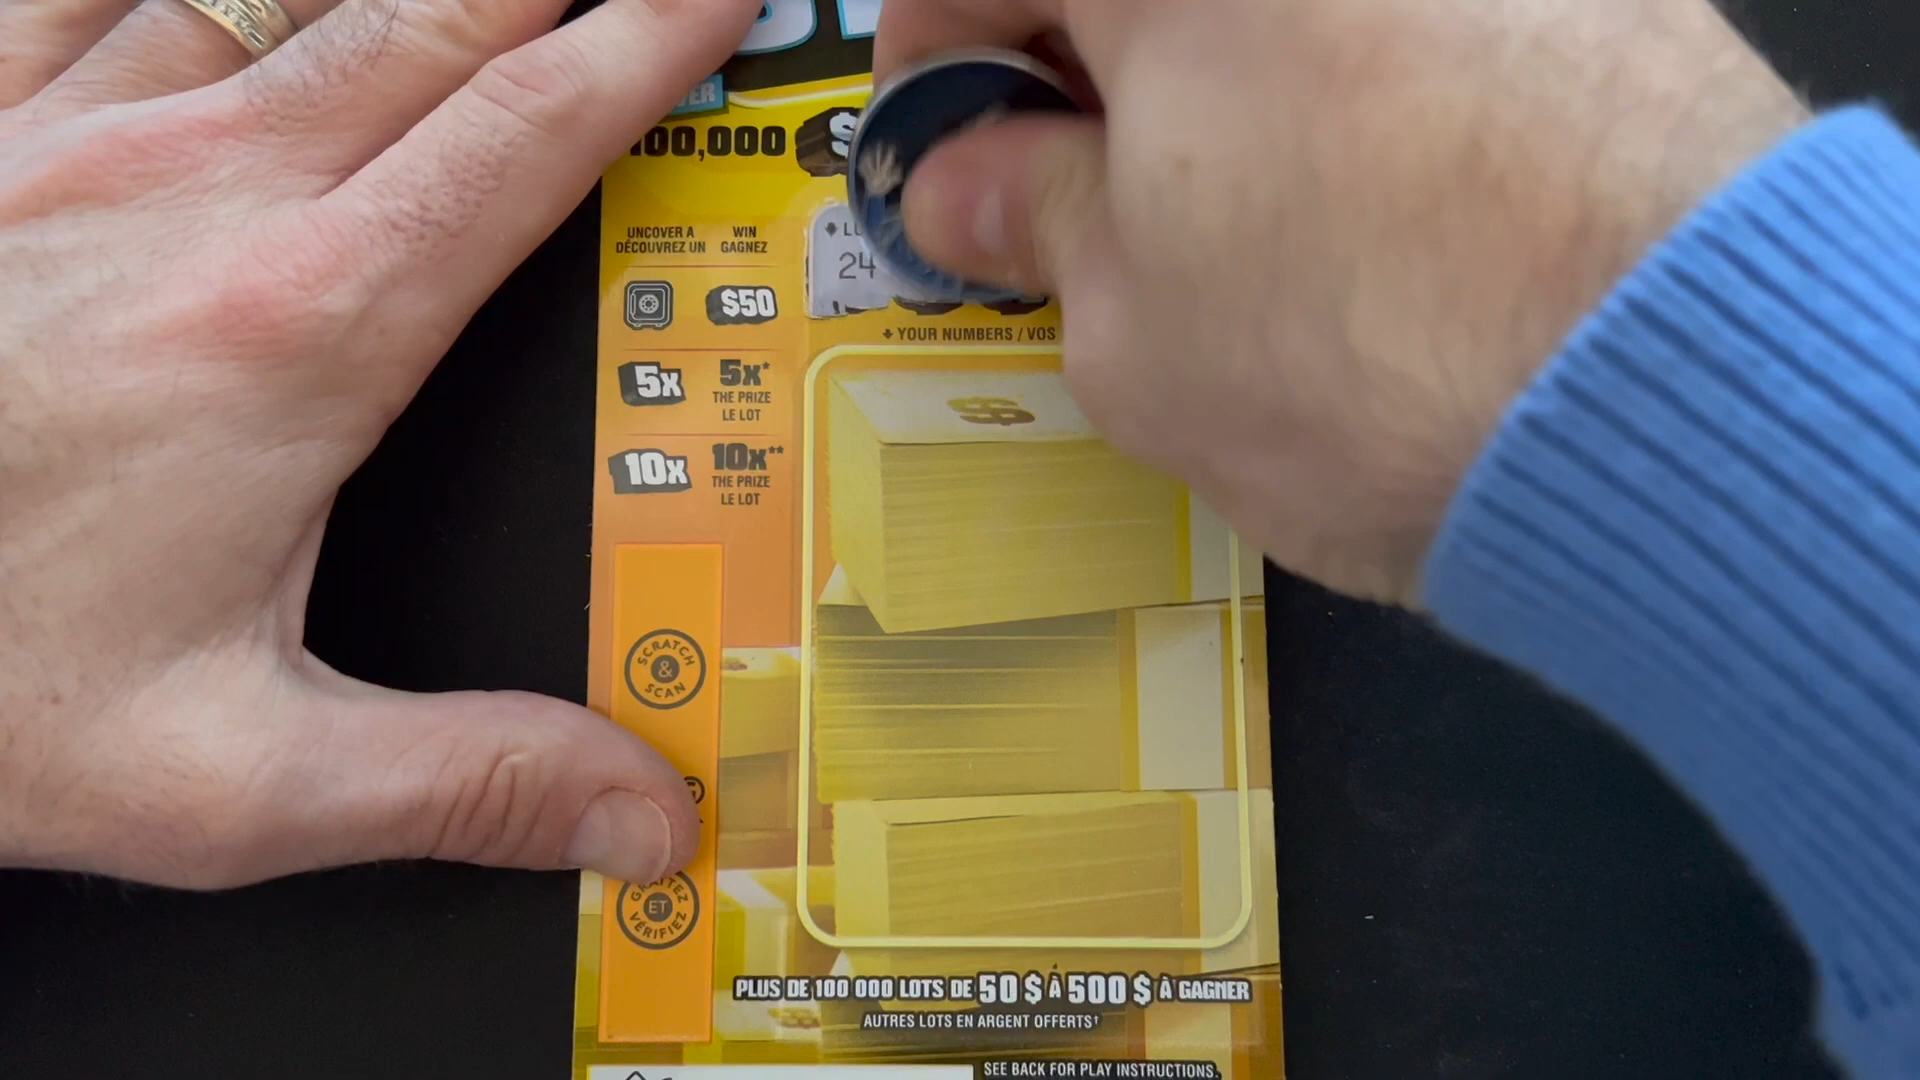 100,000 $
UNCOVER A
DÉCOUVREZ UN
WIN
GAGNEZ
24
$50
YOUR NUMBERS / VOS
5X
5X*
THE PRIZE
LE LOT
10X
10X**
THE PRIZE
LE LOT
SCRATCH
&
SCAN
GRATTEZ
ET
VÉRIFIEZ
PLUS DE 100 000 LOTS DE 50 $ À 500 $ À GAGNER
AUTRES LOTS EN ARGENT OFFERTS†
SEE BACK FOR PLAY INSTRUCTIONS.